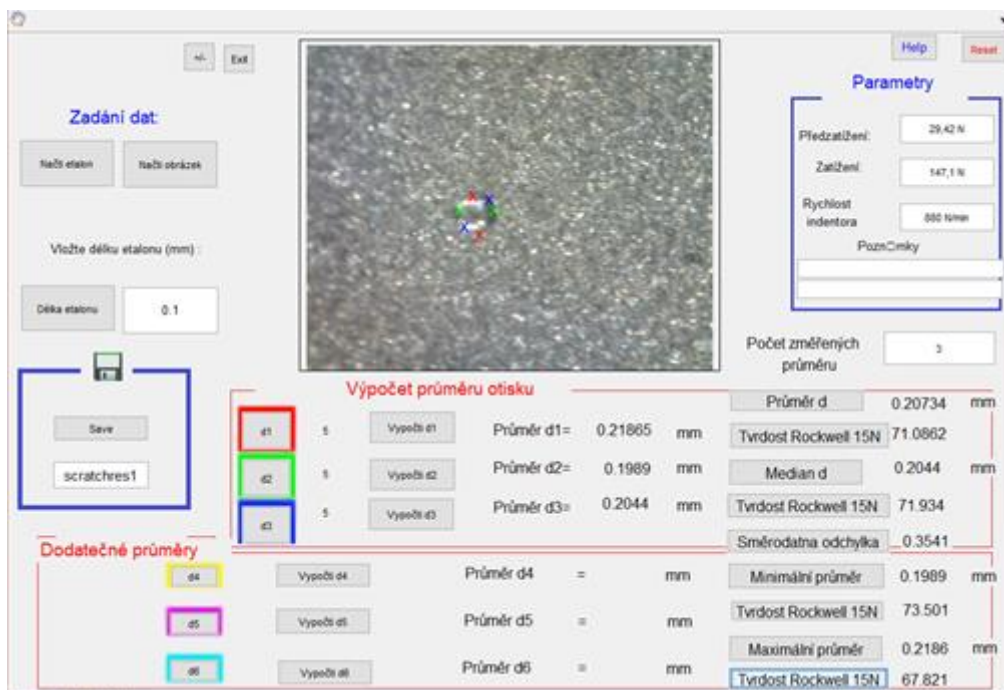 +/-
Exit
Help
Reset
Zadání dat:
Načti etalon
Načti obrázek
Vložte délku etalonu (mm) :
Délka etalonu
0.1
Save
scratchres1
Parametry
Předzatížení:
29,42 N
Zatížení:
147,1 N
Rychlost
indentora
880 N/min
Pozn□mky
Počet změřených
průměru
3
Výpočet průměru otisku
d1
5
Vypočti d1
Průměr d1=
0.21865
mm
d2
5
Vypočti d2
Průměr d2=
0.1989
mm
d3
5
Vypočti d3
Průměr d3=
0.2044
mm
Průměr d
0.20734
mm
Tvrdost Rockwell 15N
71.0862
Median d
0.2044
mm
Tvrdost Rockwell 15N
71.934
Směrodatna odchylka
0.3541
Dodatečné průměry
d4
Vypočti d4
Průměr d4
=
mm
d5
Vypočti d5
Průměr d5
=
mm
d6
Vypočti d6
Průměr d6
=
mm
Minimální průměr
0.1989
mm
Tvrdost Rockwell 15N
73.501
Maximální průměr
0.2186
mm
Tvrdost Rockwell 15N
67.821